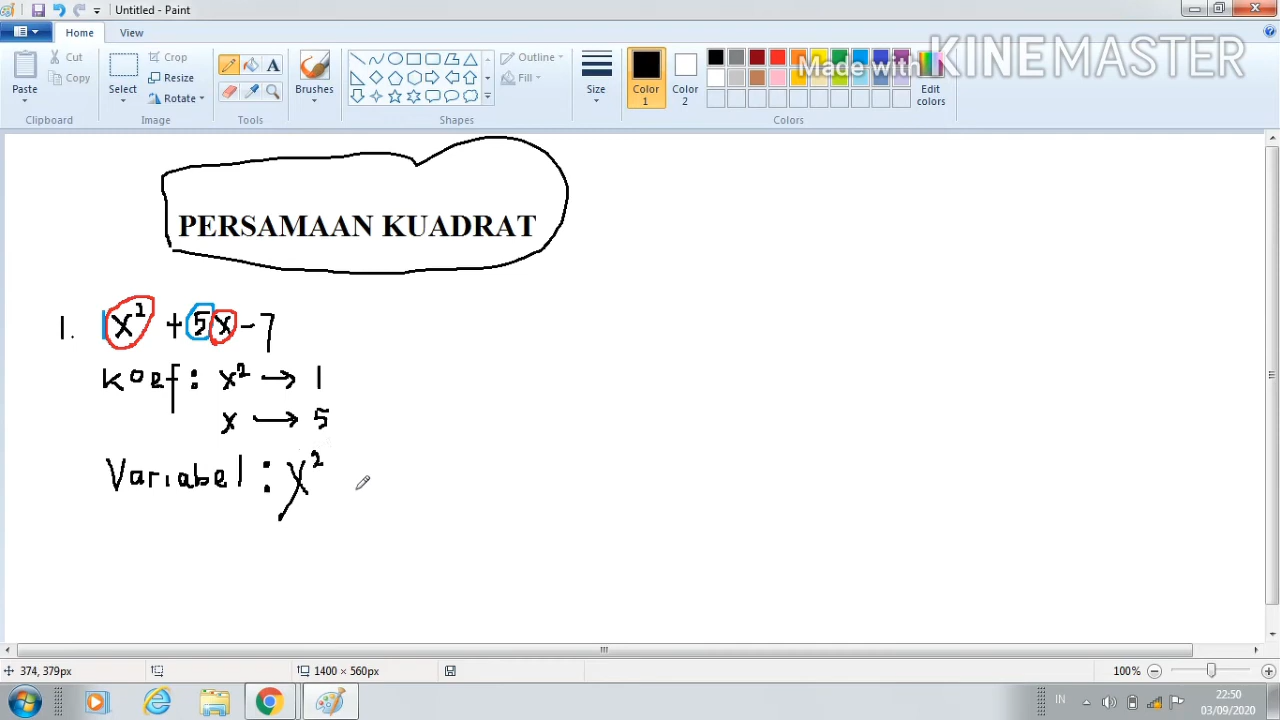 Untitled - Paint
Home View
Paste
Cut
Copy
Clipboard
Select
Crop
Resize
Rotate
Image
Tools
Brushes
Outline
Fill
Shapes
Size
Color 1
Color 2
Edit colors
Colors
Made with KINEMASTER
PERSAMAAN KUADRAT
1. 1x² + 5x - 7
Koef : x² → 1
x → 5
Variabel : x²
374, 379px
1400 × 560px
100%
IN
22:50
03/09/2020